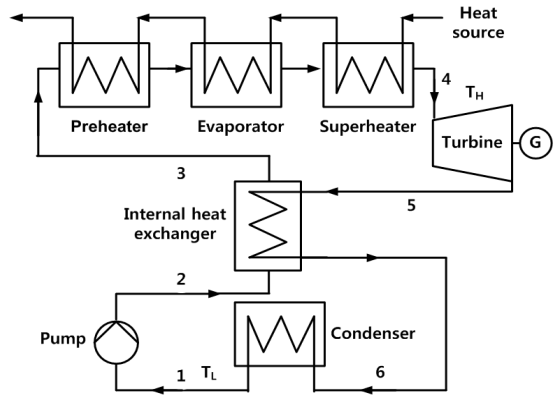 Heat
source
4
TH
Preheater
Evaporator
Superheater
Turbine
G
3
5
Internal heat
exchanger
2
Pump
Condenser
1
TL
6